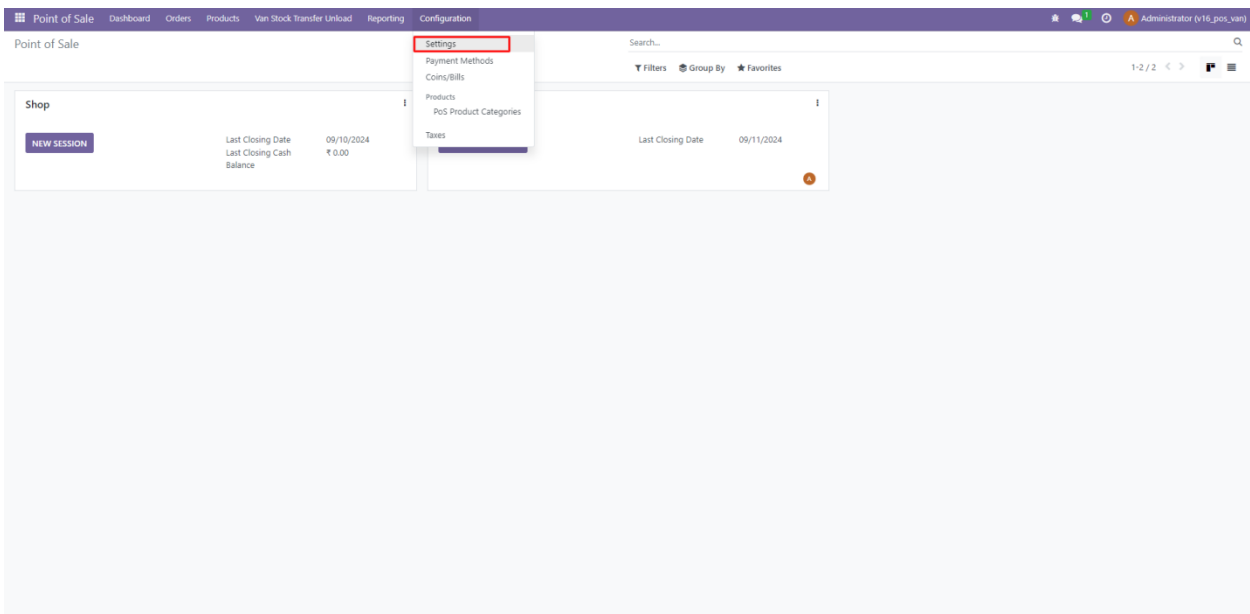 Point of Sale Dashboard Orders Products Van Stock Transfer Unload Reporting Configuration 1 A Administrator (v16_pos_van)
Point of Sale
Search...
Filters Group By Favorites 1-2 / 2
Settings
Payment Methods
Coins/Bills
Products
PoS Product Categories
Taxes
Shop
NEW SESSION
Last Closing Date 09/10/2024
Last Closing Cash ₹ 0.00
Balance
Last Closing Date 09/11/2024
A